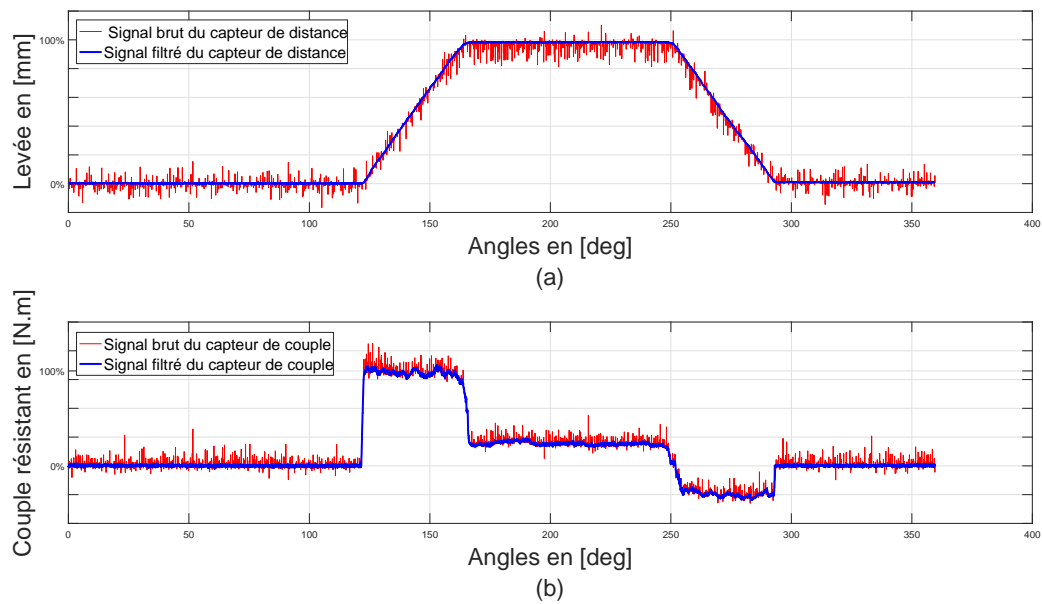 Signal brut du capteur de distance
Signal filtré du capteur de distance
100%
0%
Levée en [mm]
0 50 100 150 200 250 300 350 400
Angles en [deg]
(a)
Signal brut du capteur de couple
Signal filtré du capteur de couple
100%
0%
Couple résistant en [N.m]
0 50 100 150 200 250 300 350 400
Angles en [deg]
(b)